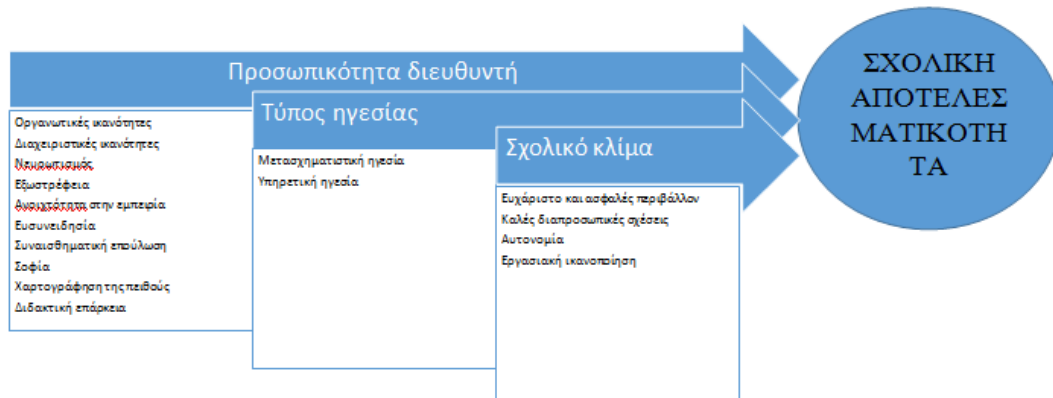 Προσωπικότητα διευθυντή
Οργανωτικές ικανότητες
Διαχειριστικές ικανότητες
Νευρωτισμός
Εξωστρέφεια
Ανοιχτότητα στην εμπειρία
Ευσυνειδησία
Συναισθηματική επούλωση
Σοφία
Χαρτογράφηση της πειθούς
Διδακτική επάρκεια
Τύπος ηγεσίας
Μετασχηματιστική ηγεσία
Υπηρετική ηγεσία
Σχολικό κλίμα
Ευχάριστο και ασφαλές περιβάλλον
Καλές διαπροσωπικές σχέσεις
Αυτονομία
Εργασιακή ικανοποίηση
ΣΧΟΛΙΚΗ
ΑΠΟΤΕΛΕΣ
ΜΑΤΙΚΟΤΗ
ΤΑ